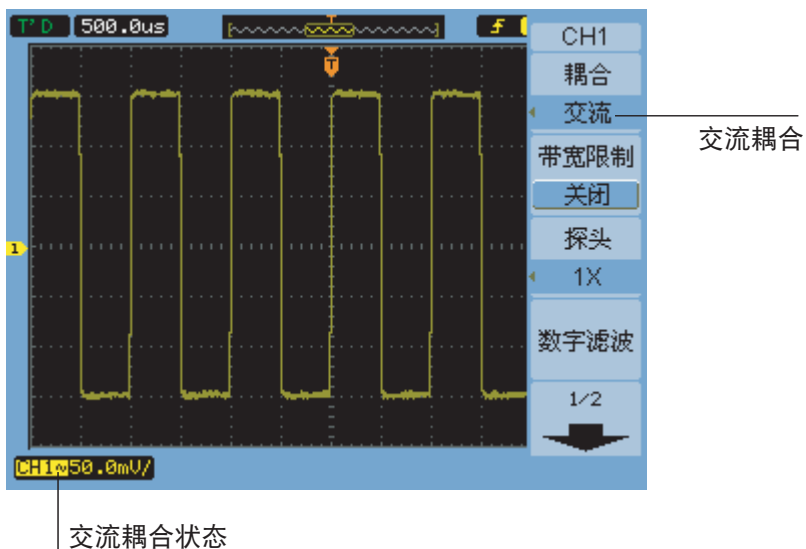 T'D 500.0us
T
CH1
耦合
交流
交流耦合
带宽限制
关闭
探头
1X
数字滤波
1/2
T
1
CH1~50.0mV/
交流耦合状态